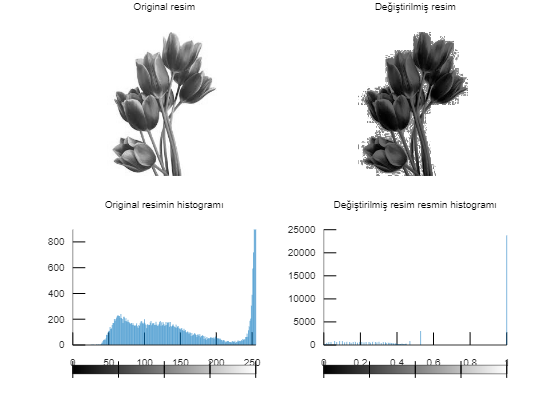 Original resim
Değiştirilmiş resim
Original resimin histogramı
Değiştirilmiş resim resmin histogramı
800
600
400
200
0
0 50 100 150 200 250
25000
20000
15000
10000
5000
0
0 0.2 0.4 0.6 0.8 1